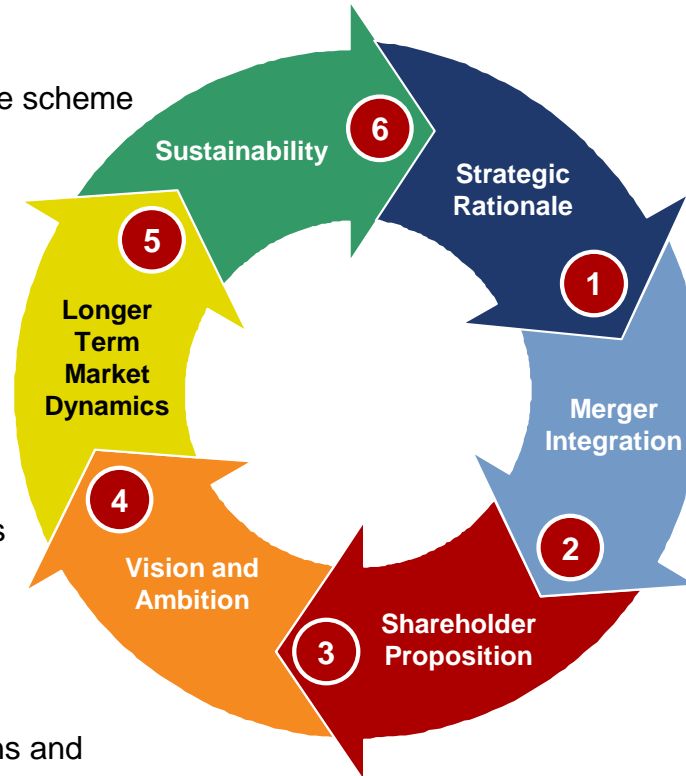 e scheme
s
ns and
6
Sustainability
Strategic
Rationale
1
5
Longer
Term
Market
Dynamics
Merger
Integration
2
4
Vision and
Ambition
3
Shareholder
Proposition